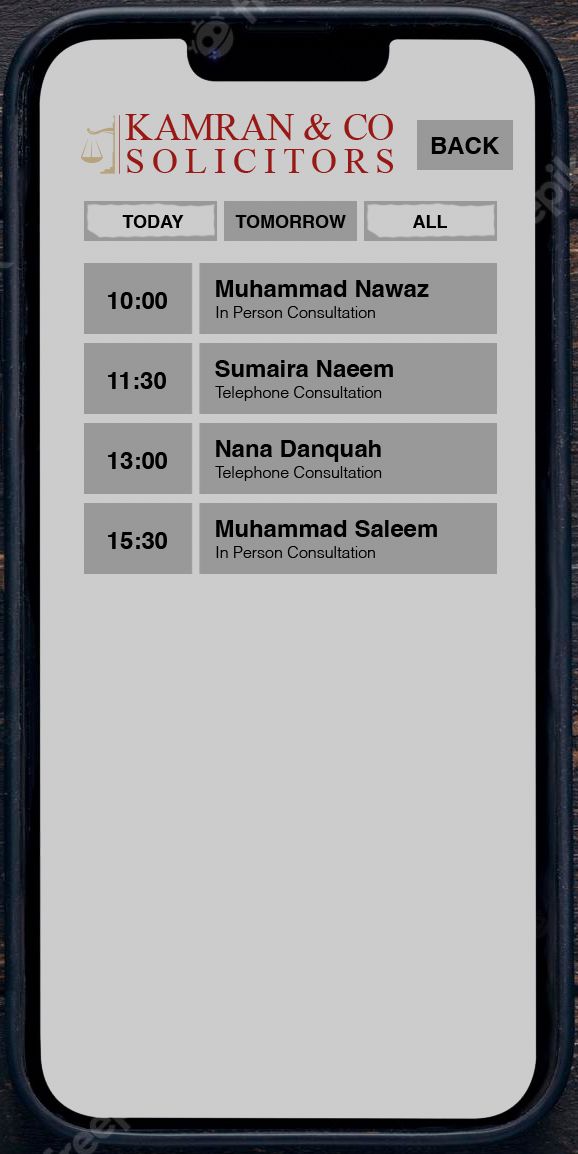 KAMRAN & CO
SOLICITORS
BACK
TODAY TOMORROW ALL
10:00 Muhammad Nawaz
In Person Consultation
11:30 Sumaira Naeem
Telephone Consultation
13:00 Nana Danquah
Telephone Consultation
15:30 Muhammad Saleem
In Person Consultation